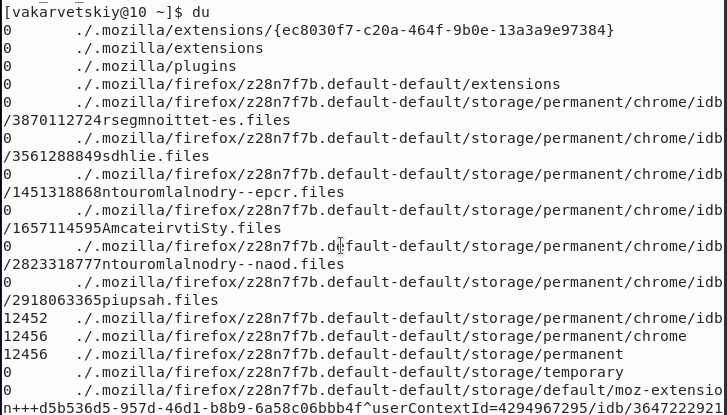 [vakarvetskiy@10 ~]$ du
0	./.mozilla/extensions/{ec8030f7-c20a-464f-9b0e-13a3a9e97384}
0	./.mozilla/extensions
0	./.mozilla/plugins
0	./.mozilla/firefox/z28n7f7b.default-default/extensions
0	./.mozilla/firefox/z28n7f7b.default-default/storage/permanent/chrome/idb
/3870112724rsegmnoittet-es.files
0	./.mozilla/firefox/z28n7f7b.default-default/storage/permanent/chrome/idb
/3561288849sdhlie.files
0	./.mozilla/firefox/z28n7f7b.default-default/storage/permanent/chrome/idb
/1451318868ntouromlalnodry--epcr.files
0	./.mozilla/firefox/z28n7f7b.default-default/storage/permanent/chrome/idb
/1657114595AmcateirvtiSty.files
0	./.mozilla/firefox/z28n7f7b.default-default/storage/permanent/chrome/idb
/2823318777ntouromlalnodry--naod.files
0	./.mozilla/firefox/z28n7f7b.default-default/storage/permanent/chrome/idb
/2918063365piupsah.files
12452	./.mozilla/firefox/z28n7f7b.default-default/storage/permanent/chrome/idb
12456	./.mozilla/firefox/z28n7f7b.default-default/storage/permanent/chrome
12456	./.mozilla/firefox/z28n7f7b.default-default/storage/permanent
0	./.mozilla/firefox/z28n7f7b.default-default/storage/temporary
0	./.mozilla/firefox/z28n7f7b.default-default/storage/default/moz-extensio
n+++d5b536d5-957d-46d1-b8b9-6a58c06bbb4f^userContextId=4294967295/idb/3647222921